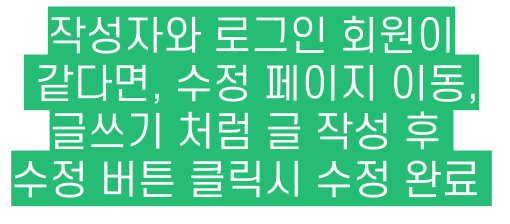 작성자와 로그인 회원이
같다면, 수정 페이지 이동,
글쓰기 처럼 글 작성 후
수정 버튼 클릭시 수정 완료